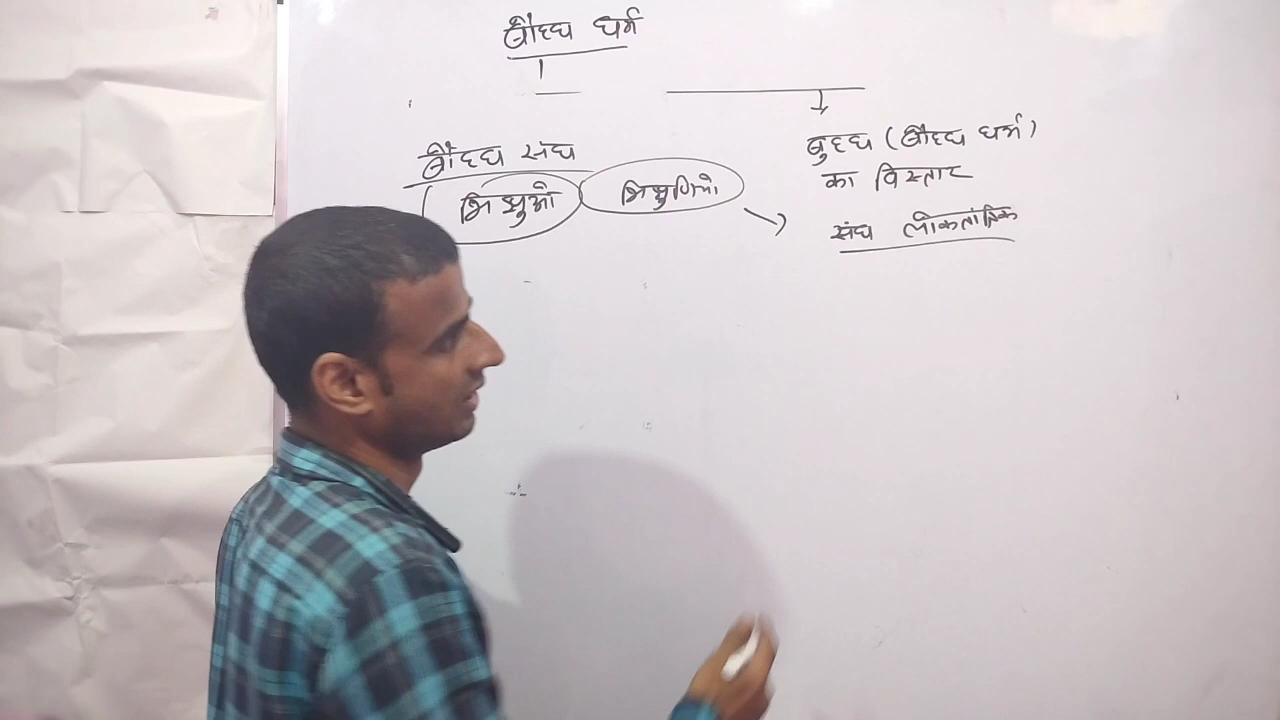 बौद्ध धर्म
बौद्ध संघ
भिक्षुओ भिक्षुणियो
बुद्ध (बौद्ध धर्म)
का विस्तार
संघ लोकतांत्रिक